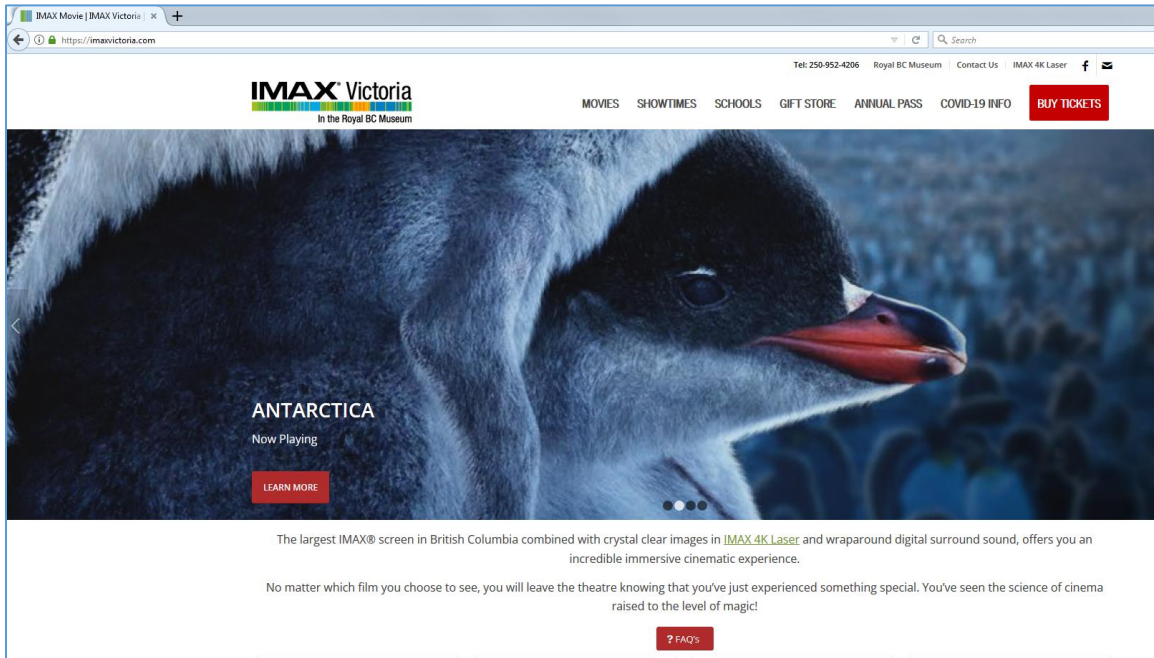 IMAX Movie | IMAX Victoria |
https://imaxvictoria.com
Search
Tel: 250-952-4206 Royal BC Museum Contact Us IMAX 4K Laser
IMAX® Victoria
In the Royal BC Museum
MOVIES SHOWTIMES SCHOOLS GIFT STORE ANNUAL PASS COVID-19 INFO BUY TICKETS
ANTARCTICA
Now Playing
LEARN MORE
The largest IMAX® screen in British Columbia combined with crystal clear images in IMAX 4K Laser and wraparound digital surround sound, offers you an
incredible immersive cinematic experience.
No matter which film you choose to see, you will leave the theatre knowing that you’ve just experienced something special. You’ve seen the science of cinema
raised to the level of magic!
? FAQ's